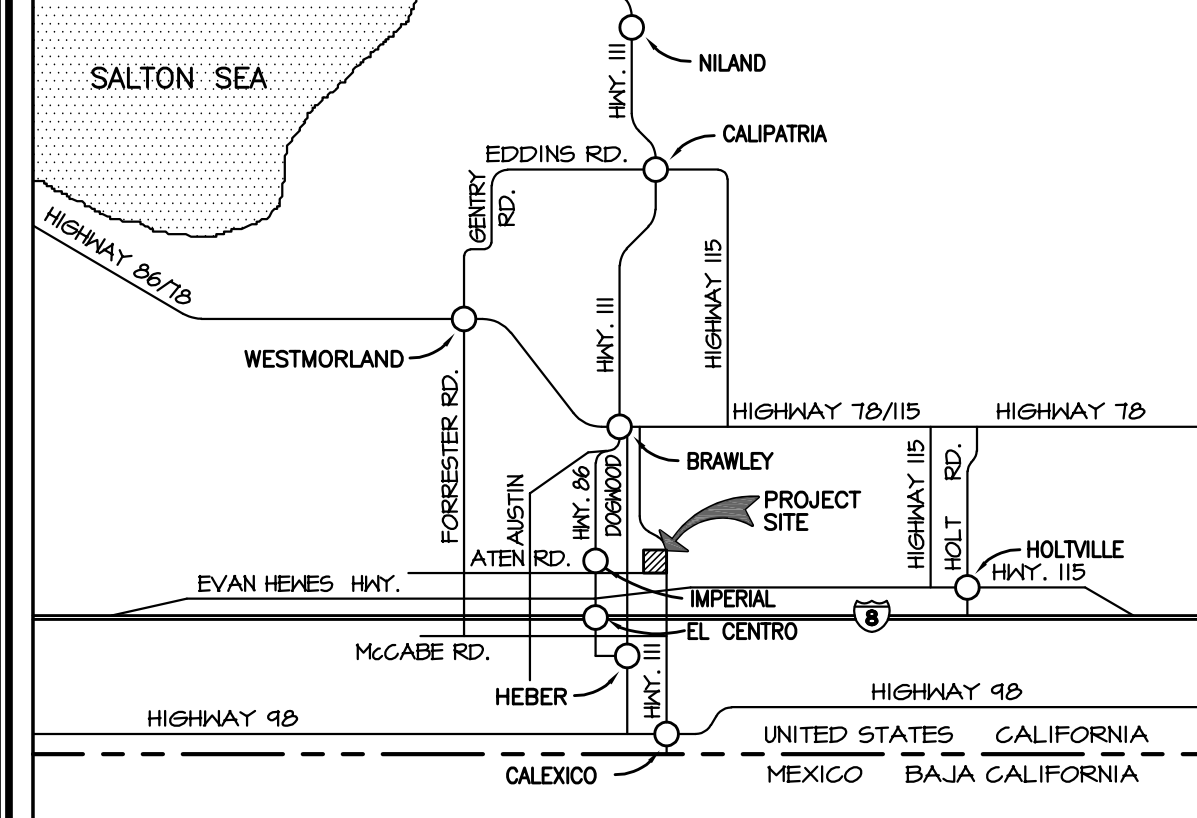 SALTON SEA
HWY. III
NILAND
CALIPATRIA
EDDINS RD.
GENTRY
RD.
HIGHWAY 86/78
HIGHWAY 115
HWY. III
WESTMORLAND
FORRESTER RD.
HIGHWAY 78/115
HIGHWAY 78
BRAWLEY
AUSTIN
HWY. 86
DOGWOOD
PROJECT
SITE
HIGHWAY 115
HOLT RD.
HOLTVILLE
ATEN RD.
HWY. 115
EVAN HEWES HWY.
IMPERIAL
8
EL CENTRO
McCABE RD.
HWY. III
HEBER
HIGHWAY 98
HIGHWAY 98
UNITED STATES CALIFORNIA
CALEXICO
MEXICO BAJA CALIFORNIA